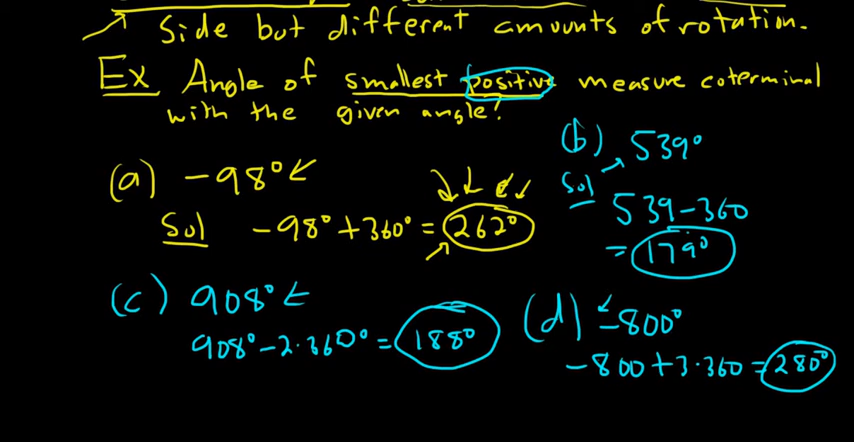 Side but different amounts of rotation.
Ex Angle of smallest positive measure coterminal
with the given angle!
(a) -98°
Sol -98° + 360° = 262°
(b) 539°
Sol
539 - 360
= 179°
(c) 908°
908° - 2·360° = 188°
(d) -800°
-800 + 3·360 = 280°